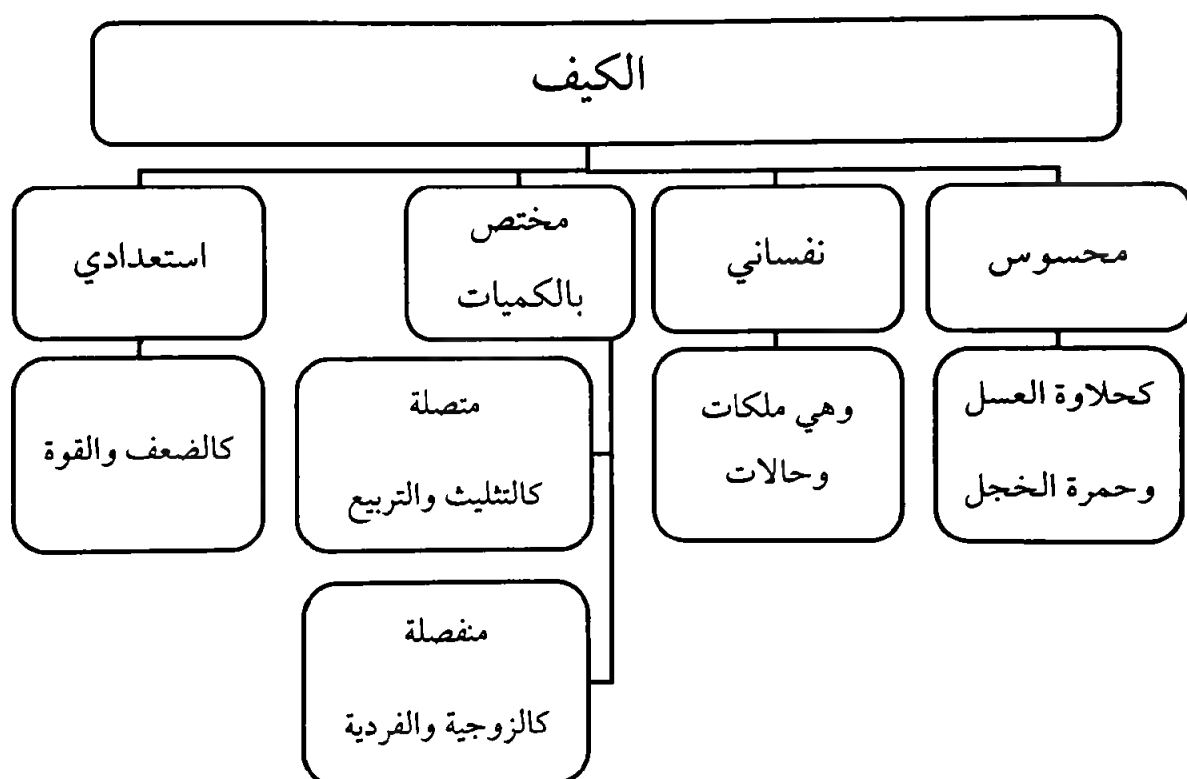 الكيف
محسوس
نفساني
مختص
بالكميات
استعدادي
كحلاوة العسل
وحمرة الخجل
وهي ملكات
وحالات
متصلة
كالتثليث والتربيع
منفصلة
كالزوجية والفردية
كالضعف والقوة